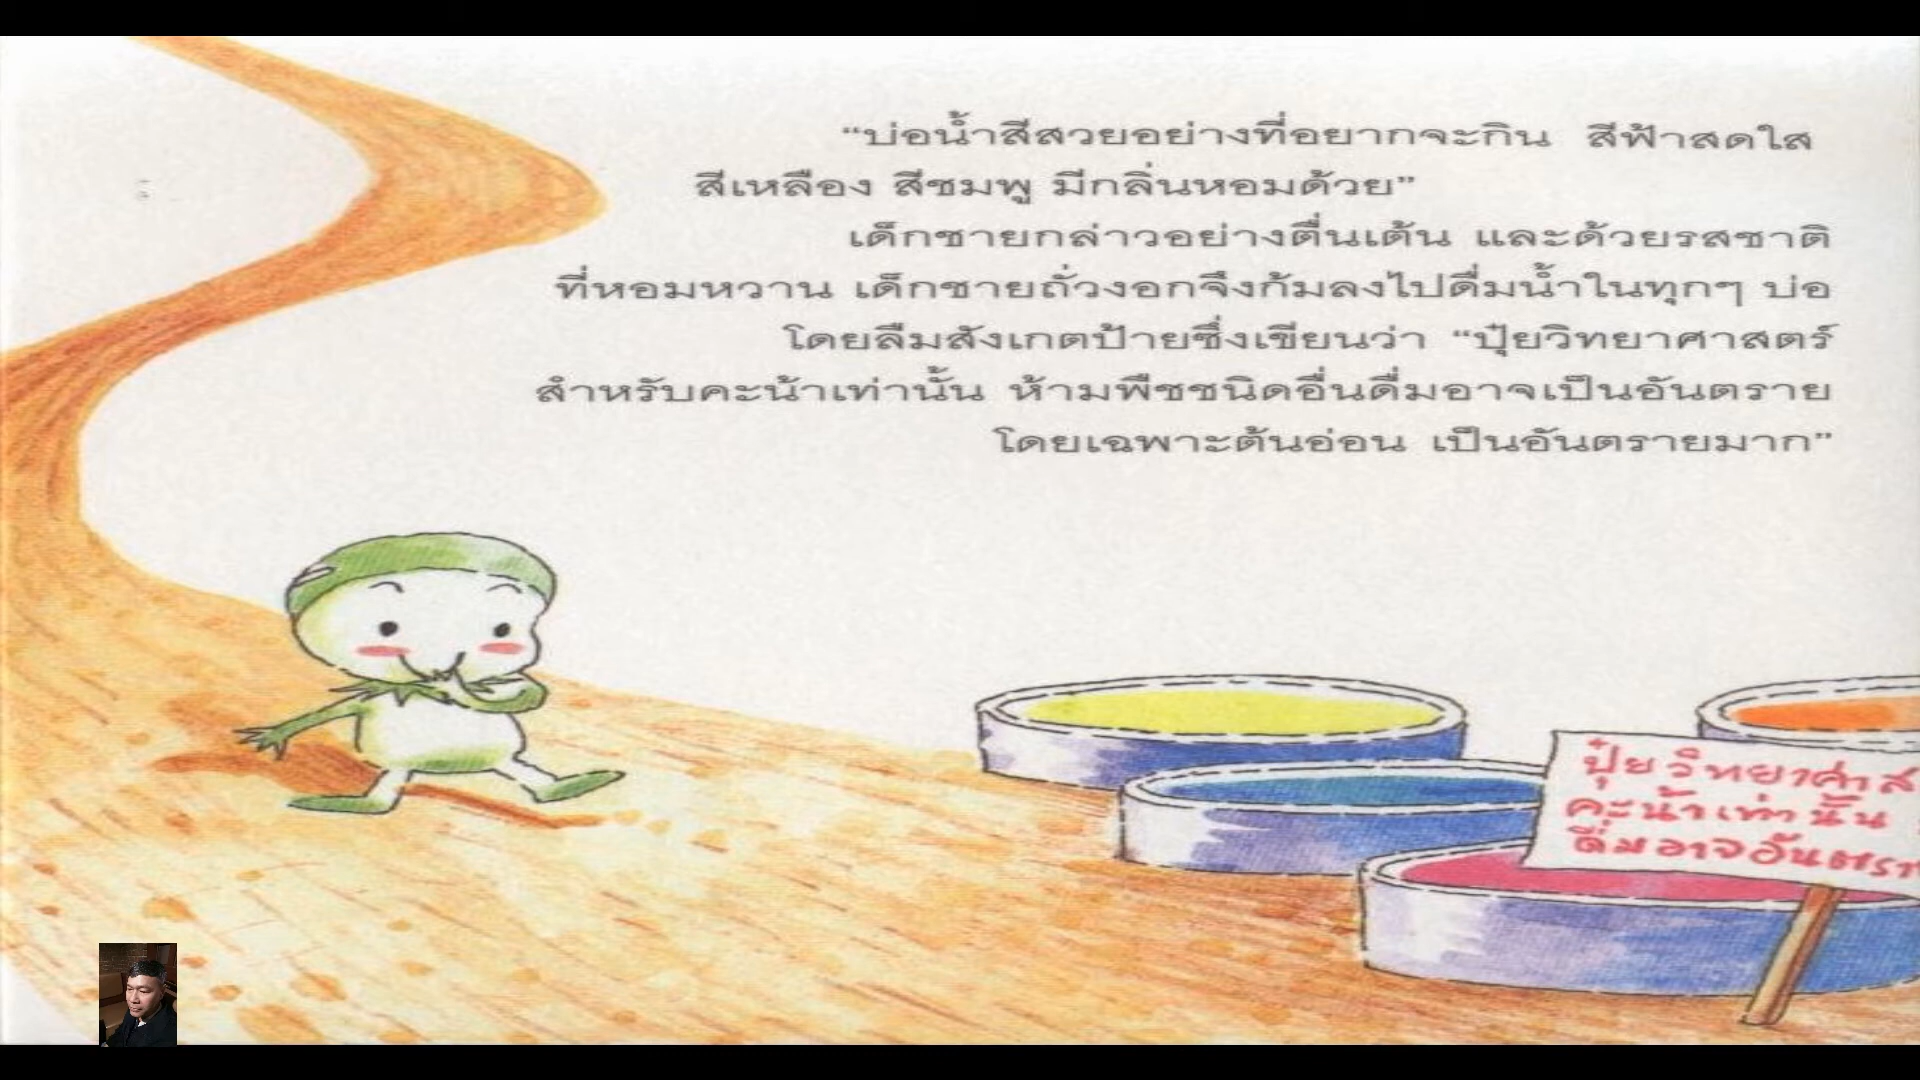 “บ่อน้ำสีสวยอย่างที่อยากจะกิน สีฟ้าสดใส
สีเหลือง สีชมพู มีกลิ่นหอมด้วย”
เด็กชายกล่าวอย่างตื่นเต้น และด้วยรสชาติ
ที่หอมหวาน เด็กชายถั่วงอกจึงก้มลงไปดื่มน้ำในทุกๆ บ่อ
โดยลืมสังเกตป้ายซึ่งเขียนว่า “ปุ๋ยวิทยาศาสตร์
สำหรับคะน้าเท่านั้น ห้ามพืชชนิดอื่นดื่มอาจเป็นอันตราย
โดยเฉพาะต้นอ่อน เป็นอันตรายมาก”
ปุ๋ยวิทยาศาส
คะน้าเท่านั้น
ดื่มอาจอันตรา